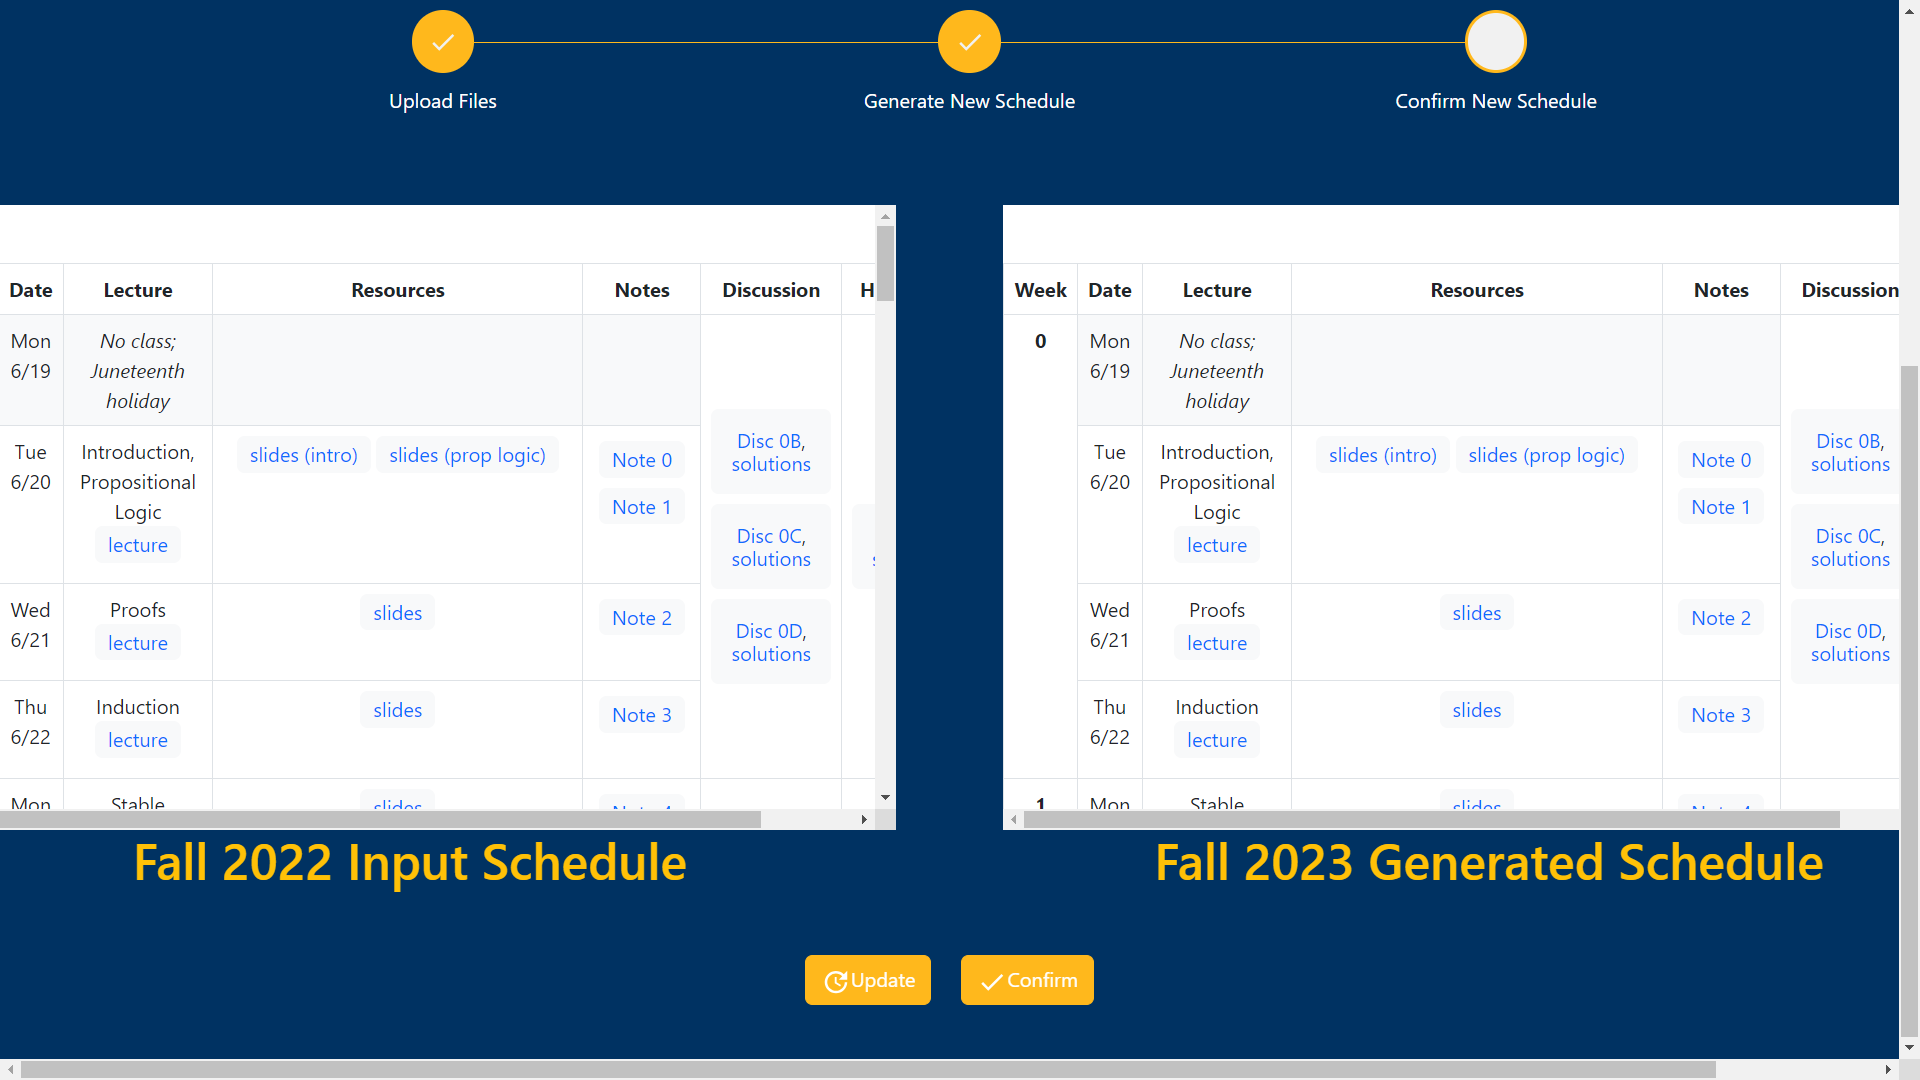 Upload Files
Generate New Schedule
Confirm New Schedule
Date Lecture Resources Notes Discussion H
Mon 6/19
No class; Juneteenth holiday
Tue 6/20
Introduction, Propositional Logic
lecture
slides (intro) slides (prop logic)
Note 0
Note 1
Disc 0B, solutions
Disc 0C, solutions
Disc 0D, solutions
Wed 6/21
Proofs
lecture
slides
Note 2
Thu 6/22
Induction
lecture
slides
Note 3
Mon Stable slides Note 4
Fall 2022 Input Schedule
Week Date Lecture Resources Notes Discussion
0
Mon 6/19
No class; Juneteenth holiday
Tue 6/20
Introduction, Propositional Logic
lecture
slides (intro) slides (prop logic)
Note 0
Note 1
Disc 0B, solutions
Disc 0C, solutions
Disc 0D, solutions
Wed 6/21
Proofs
lecture
slides
Note 2
Thu 6/22
Induction
lecture
slides
Note 3
1 Mon Stable slides Note 4
Fall 2023 Generated Schedule
Update
Confirm